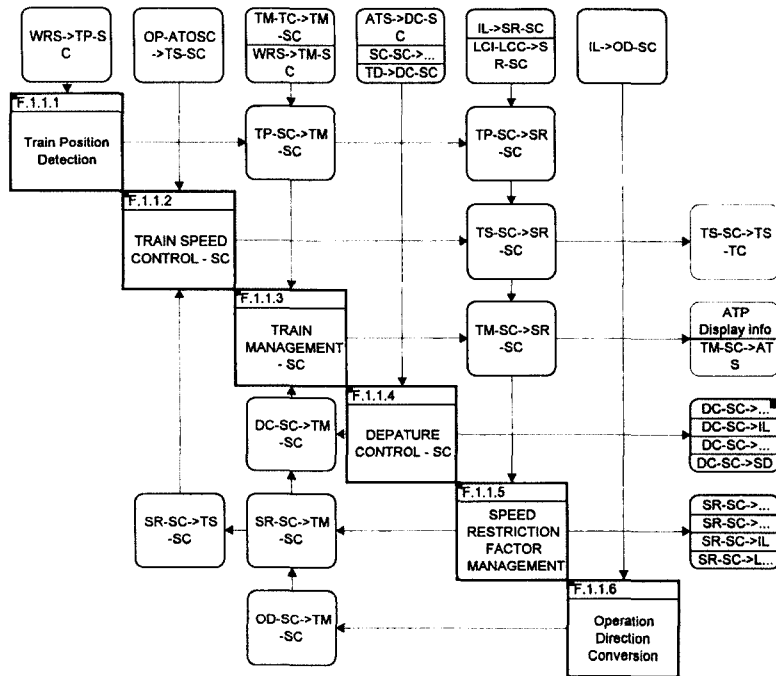 WRS->TP-S
C
OP-ATOSC
->TS-SC
TM-TC->TM
-SC
WRS->TM-S
C
ATS->DC-S
C
SC-SC->...
TD->DC-SC
IL->SR-SC
LCI-LCC->S
R-SC
IL->OD-SC
F.1.1.1
Train Position
Detection
TP-SC->TM
-SC
TP-SC->SR
-SC
F.1.1.2
TRAIN SPEED
CONTROL - SC
TS-SC->SR
-SC
TS-SC->TS
-TC
F.1.1.3
TRAIN
MANAGEMENT
- SC
TM-SC->SR
-SC
ATP
Display info
TM-SC->AT
S
F.1.1.4
DEPATURE
CONTROL - SC
DC-SC->TM
-SC
DC-SC->...
DC-SC->IL
DC-SC->...
DC-SC->SD
F.1.1.5
SPEED
RESTRICTION
FACTOR
MANAGEMENT
SR-SC->TS
-SC
SR-SC->TM
-SC
SR-SC->...
SR-SC->...
SR-SC->IL
SR-SC->L...
F.1.1.6
Operation
Direction
Conversion
OD-SC->TM
-SC